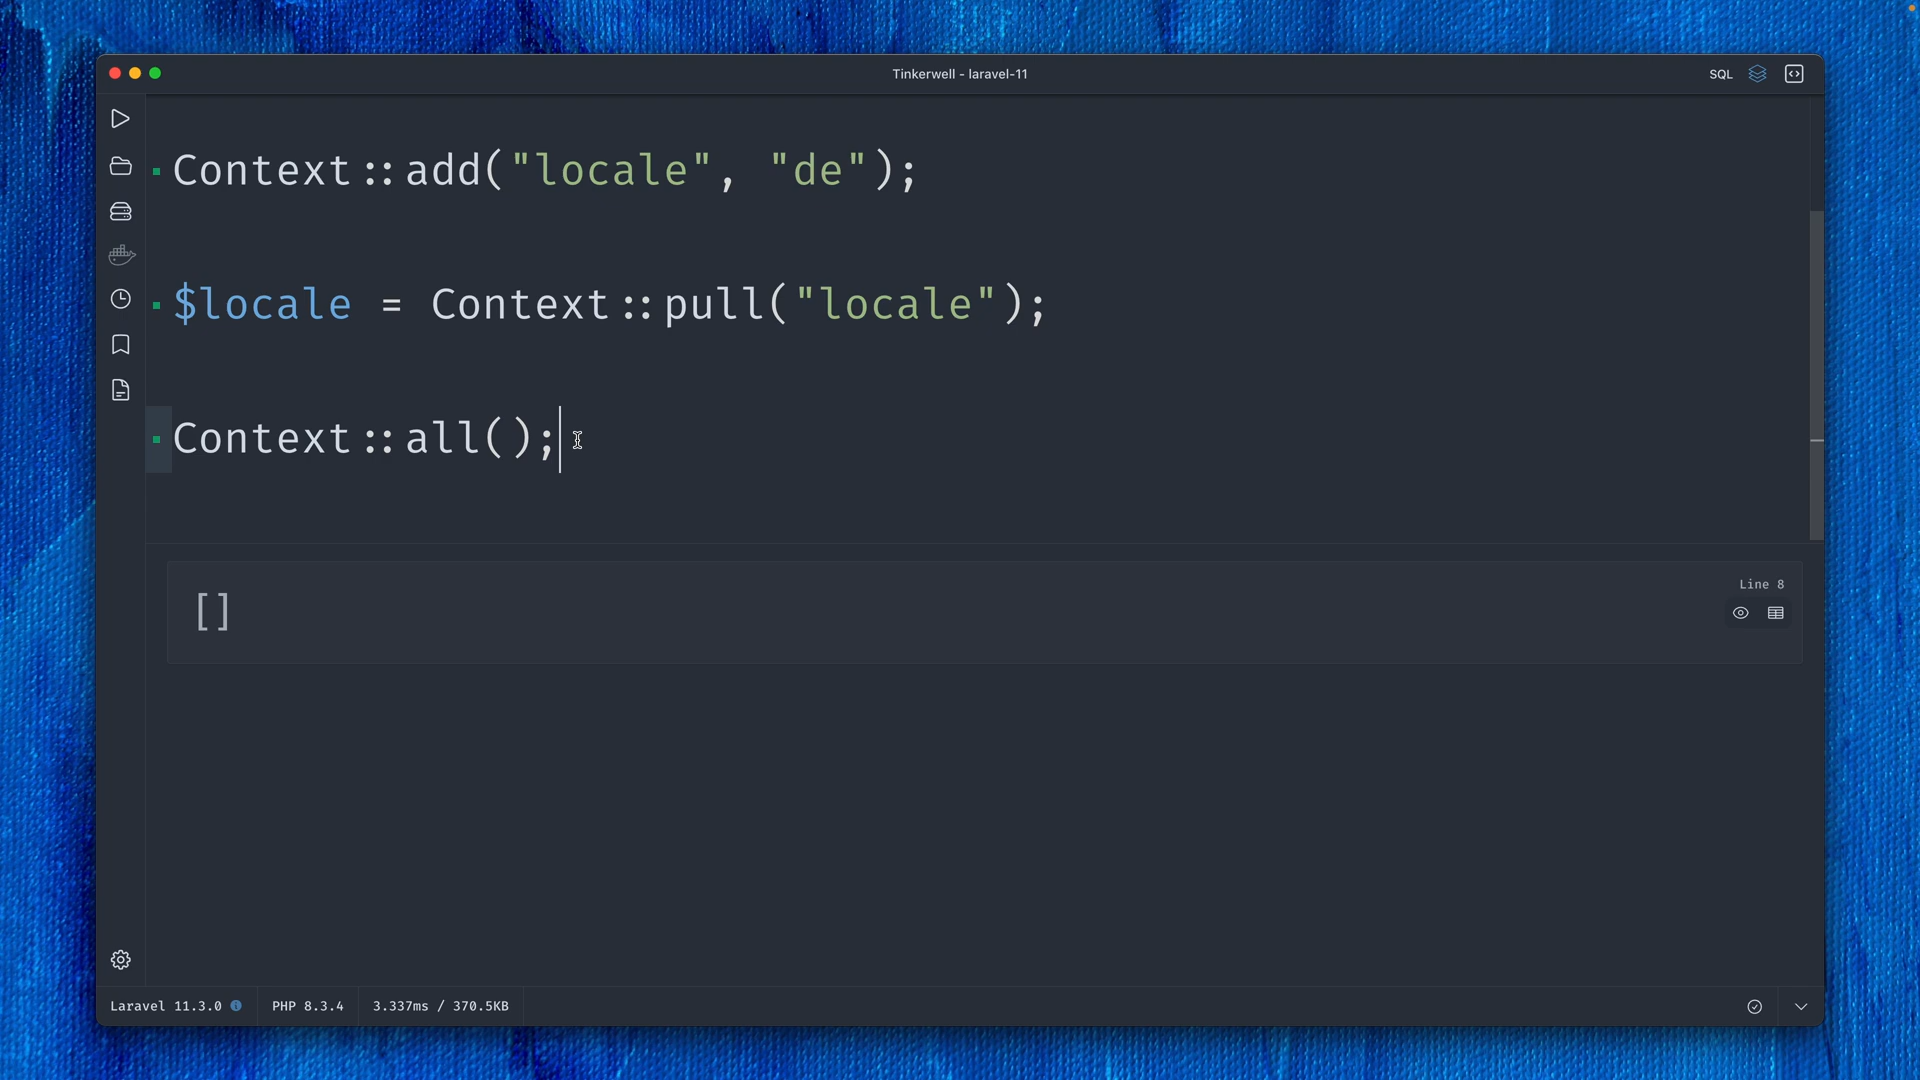 Tinkerwell - laravel-11
SQL
Context::add("locale", "de");
$locale = Context::pull("locale");
Context::all();
[]
Line 8
Laravel 11.3.0
PHP 8.3.4
3.337ms / 370.5KB